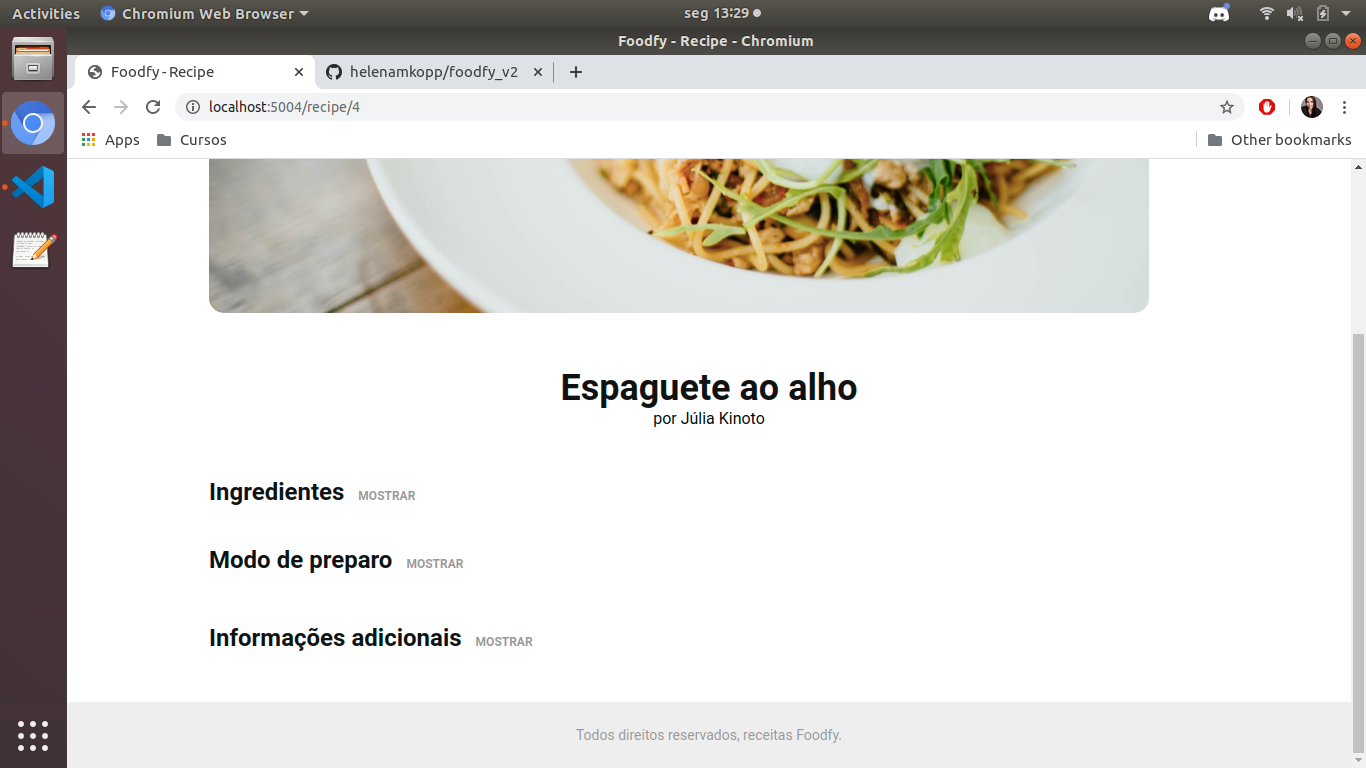 Activities Chromium Web Browser seg 13:29
Foodfy - Recipe - Chromium
Foodfy - Recipe helenamkopp/foodfy_v2
localhost:5004/recipe/4
Apps Cursos Other bookmarks
Espaguete ao alho
por Júlia Kinoto
Ingredientes MOSTRAR
Modo de preparo MOSTRAR
Informações adicionais MOSTRAR
Todos direitos reservados, receitas Foodfy.